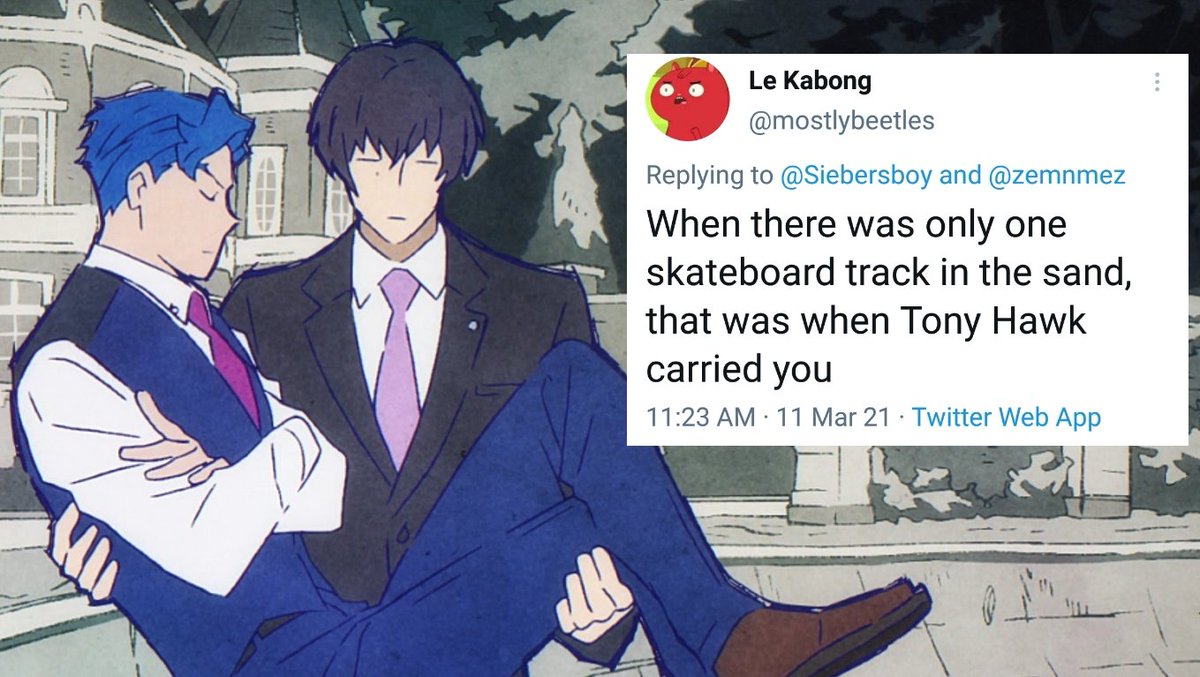 Le Kabong
@mostlybeetles
Replying to @Siebersboy and @zemnmez
When there was only one
skateboard track in the sand,
that was when Tony Hawk
carried you
11:23 AM · 11 Mar 21 · Twitter Web App